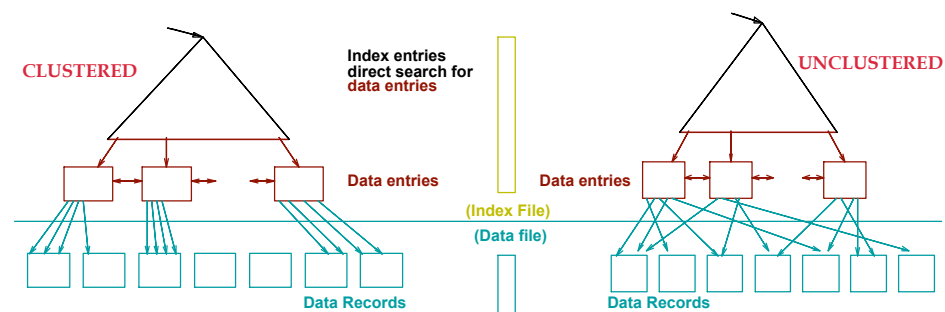 CLUSTERED
Index entries
direct search for
data entries
UNCLUSTERED
Data entries
Data entries
(Index File)
(Data file)
Data Records
Data Records